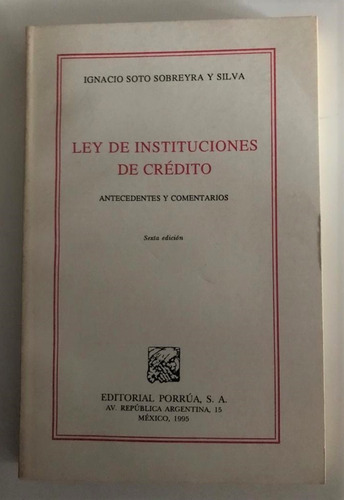 IGNACIO SOTO SOBREYRA Y SILVA
LEY DE INSTITUCIONES
DE CRÉDITO
ANTECEDENTES Y COMENTARIOS
Sexta edición
EDITORIAL PORRÚA, S. A.
AV. REPÚBLICA ARGENTINA, 15
MÉXICO, 1995